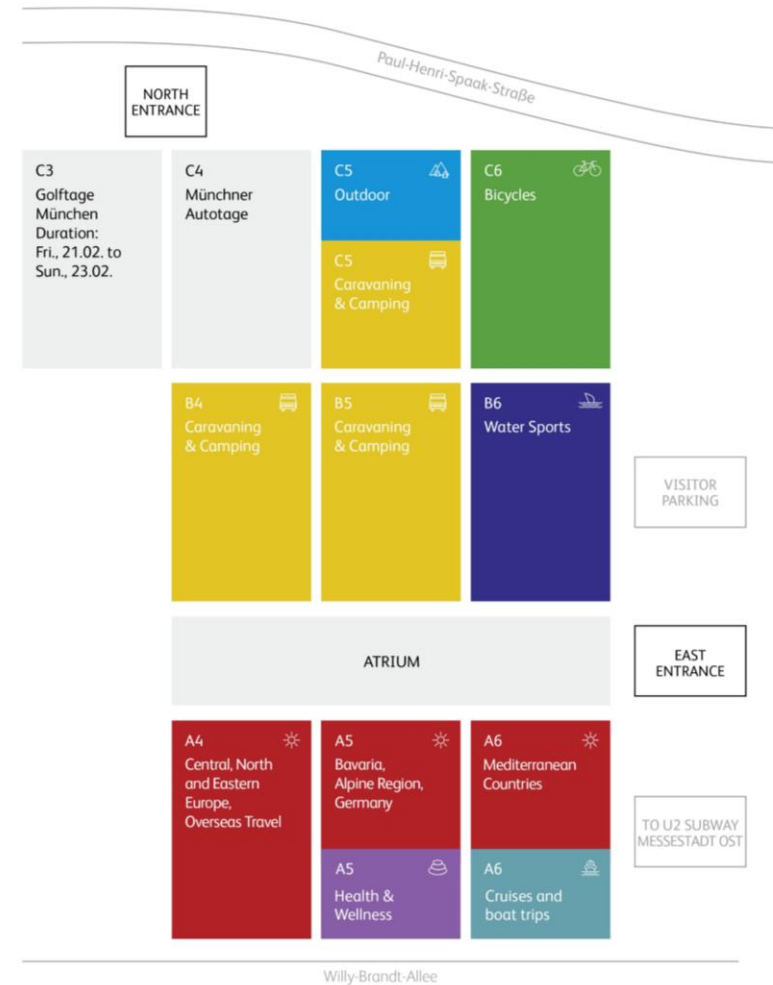 Paul-Henri-Spaak-Straße
NORTH
ENTRANCE
C3
Golftage
München
Duration:
Fri., 21.02. to
Sun., 23.02.
C4
Münchner
Autotage
C5
Outdoor
C5
Caravaning
& Camping
C6
Bicycles
B4
Caravaning
& Camping
B5
Caravaning
& Camping
B6
Water Sports
VISITOR
PARKING
ATRIUM
EAST
ENTRANCE
A4
Central, North
and Eastern
Europe,
Overseas Travel
A5
Bavaria,
Alpine Region,
Germany
A5
Health &
Wellness
A6
Mediterranean
Countries
A6
Cruises and
boat trips
TO U2 SUBWAY
MESSESTADT OST
Willy-Brandt-Allee